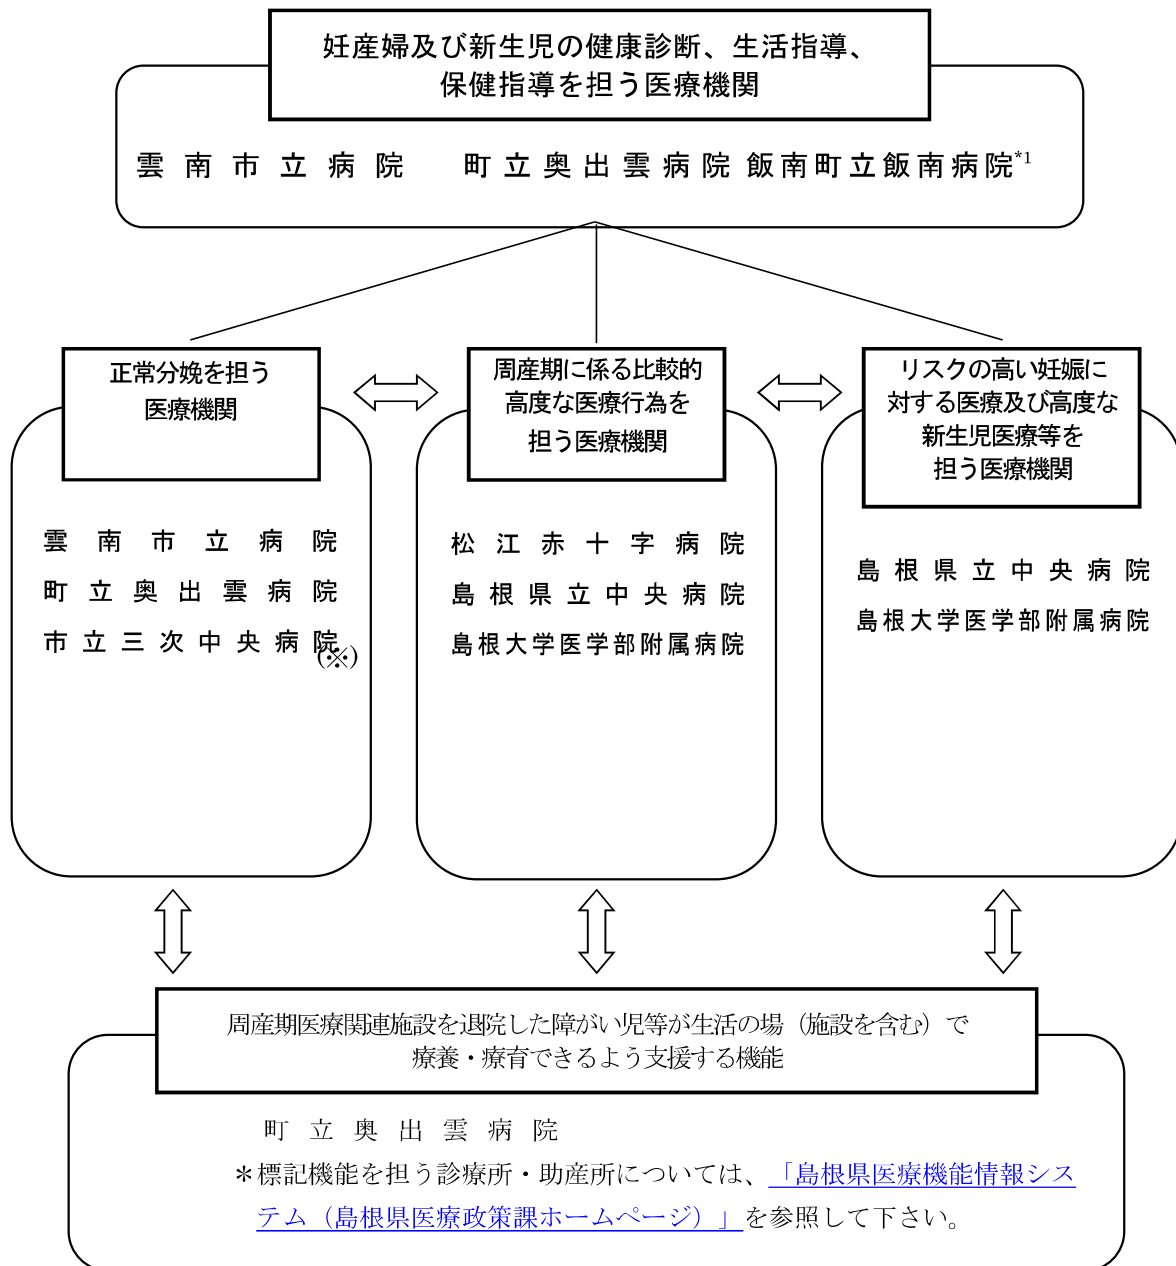 妊産婦及び新生児の健康診断、生活指導、
保健指導を担う医療機関
雲南市立病院　町立奥出雲病院 飯南町立飯南病院*1
正常分娩を担う
医療機関
雲南市立病院
町立奥出雲病院
市立三次中央病院
(※)
周産期に係る比較的
高度な医療行為を
担う医療機関
松江赤十字病院
島根県立中央病院
島根大学医学部附属病院
リスクの高い妊娠に
対する医療及び高度な
新生児医療等を
担う医療機関
島根県立中央病院
島根大学医学部附属病院
周産期医療関連施設を退院した障がい児等が生活の場（施設を含む）で
療養・療育できるよう支援する機能
町立奥出雲病院
＊標記機能を担う診療所・助産所については、「島根県医療機能情報シス
テム（島根県医療政策課ホームページ）」を参照して下さい。